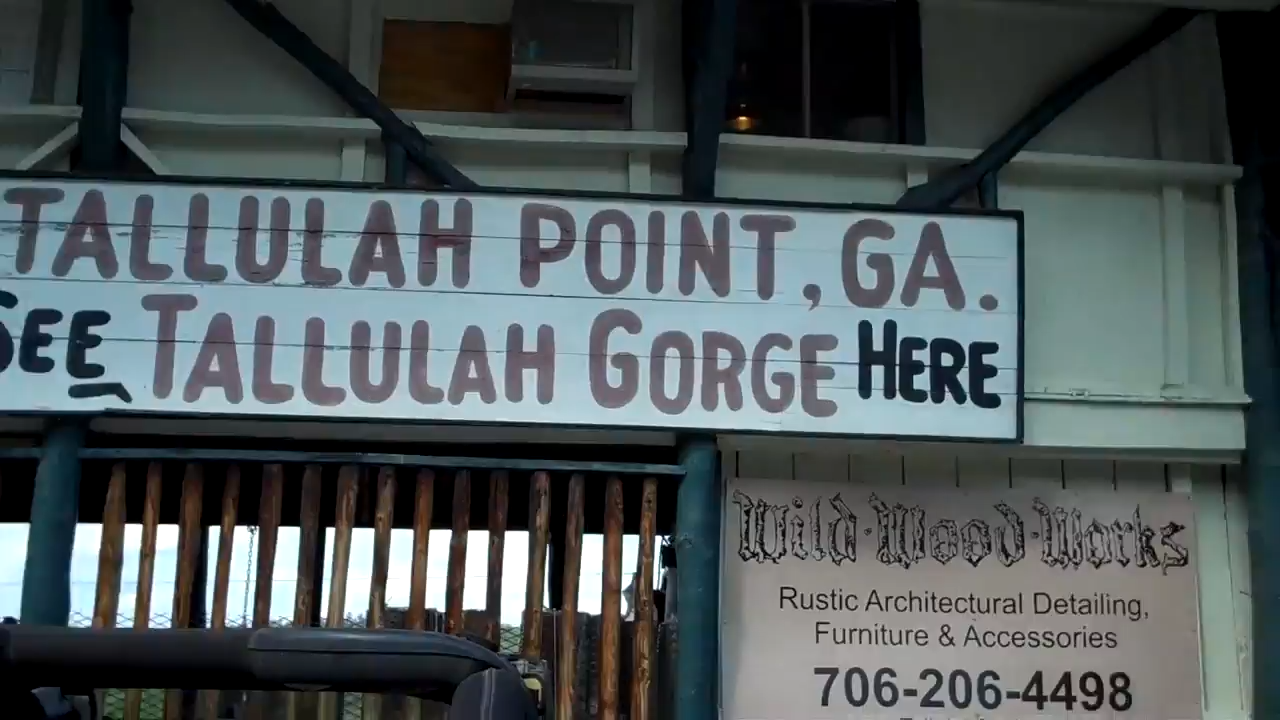 TALLULAH POINT, GA.
SEE TALLULAH GORGE HERE
Wild·Wood·Works
Rustic Architectural Detailing,
Furniture & Accessories
706-206-4498